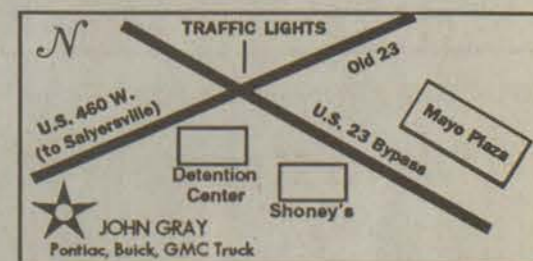 N
TRAFFIC LIGHTS
Old 23
U.S. 460 W.
(to Salyersville)
U.S. 23 Bypass
Mayo Plaza
Detention
Center
Shoney's
JOHN GRAY
Pontiac, Buick, GMC Truck